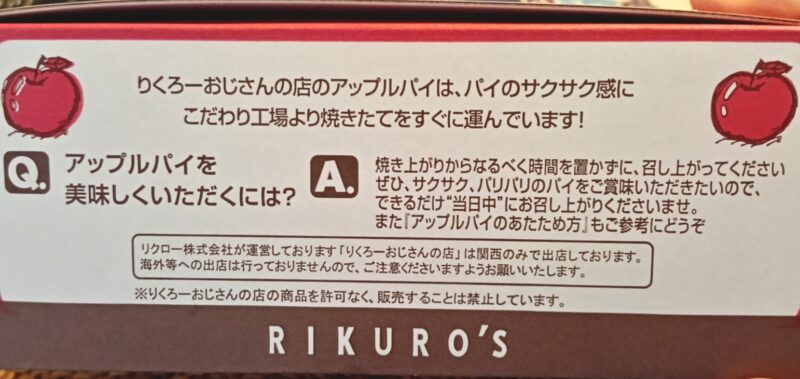 りくろーおじさんの店のアップルパイは、パイのサクサク感に
こだわり工場より焼きたてをすぐに運んでいます!
Q. アップルパイを
美味しくいただくには?
A. 焼き上がりからなるべく時間を置かずに、召し上がってください
ぜひ、サクサク、パリパリのパイをご賞味いただきたいので、
できるだけ“当日中”にお召し上がりくださいませ。
また『アップルパイのあたため方』もご参考にどうぞ
リクロー株式会社が運営しております「りくろーおじさんの店」は関西のみで出店しております。
海外等への出店は行っておりませんので、ご注意くださいますようお願いいたします。
※りくろーおじさんの店の商品を許可なく、販売することは禁止しています。
RIKURO'S